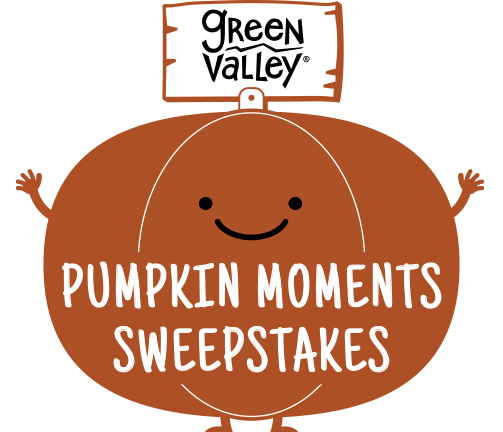 green
valley®
PUMPKIN MOMENTS
SWEEPSTAKES